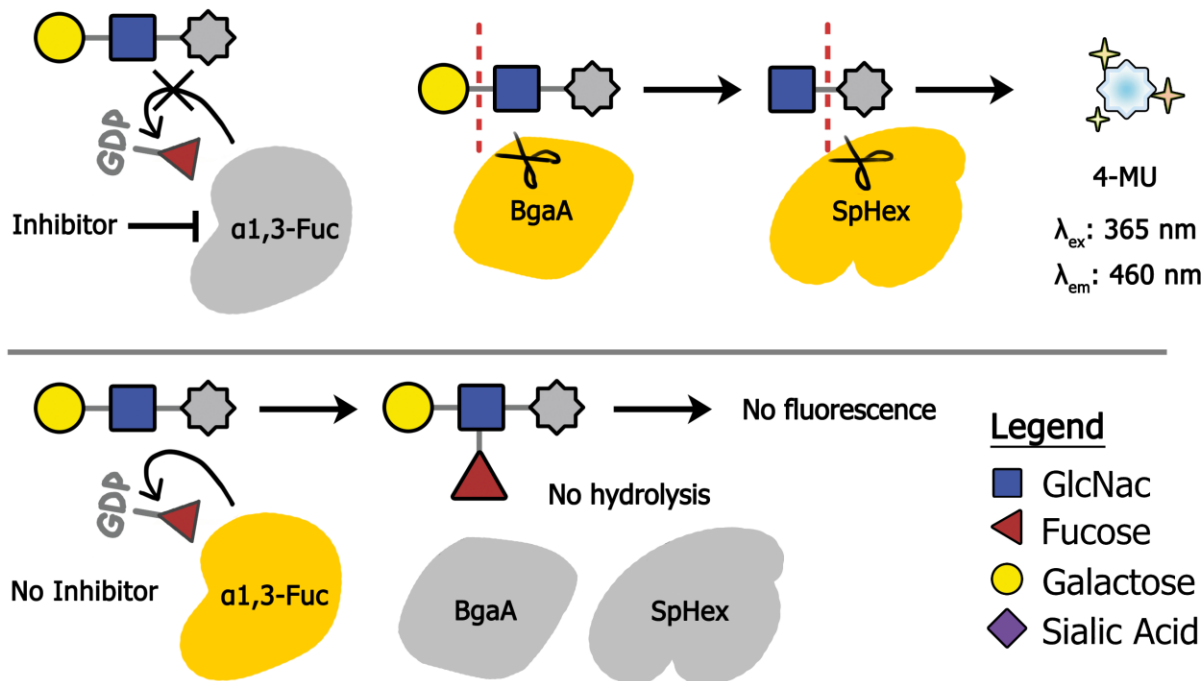 GDP
Inhibitor
α1,3-Fuc
BgaA
SpHex
4-MU
λex: 365 nm
λem: 460 nm
GDP
No Inhibitor
α1,3-Fuc
No hydrolysis
BgaA
SpHex
No fluorescence
Legend
GlcNac
Fucose
Galactose
Sialic Acid